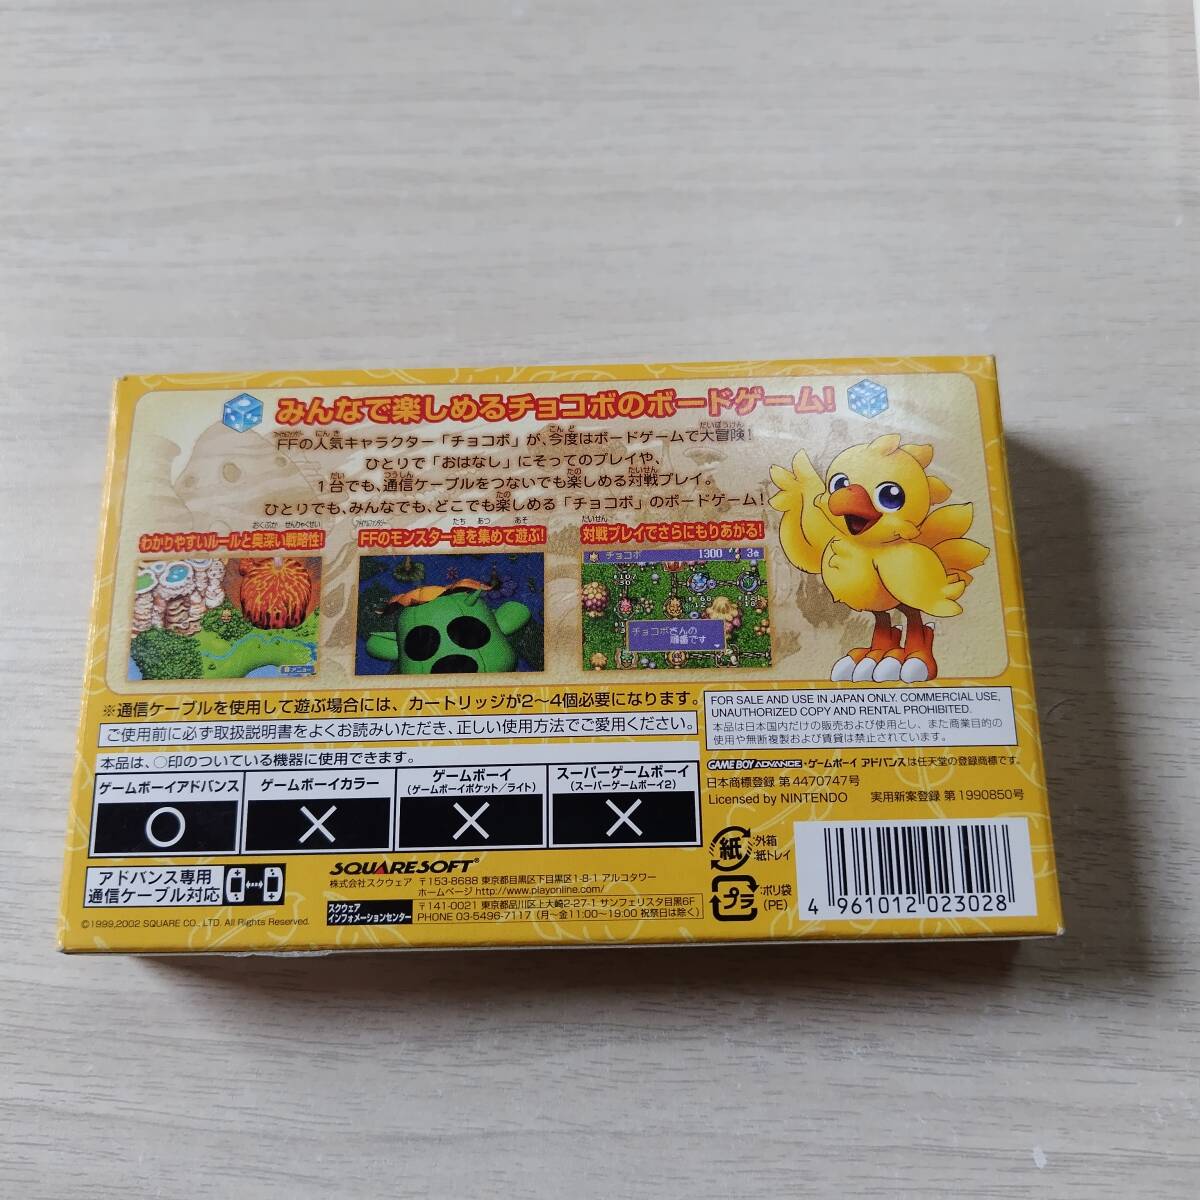 みんなで楽しめるチョコボのボードゲーム!
FFの人気キャラクター「チョコボ」が、今度はボードゲームで大冒険!
ひとりで「おはなし」にそってのプレイや、
1台でも、通信ケーブルをつないでも楽しめる対戦プレイ。
ひとりでも、みんなでも、どこでも楽しめる「チョコボ」のボードゲーム!
わかりやすいルールと奥深い戦略性!
FFのモンスター達を集めて遊ぶ!
対戦プレイでさらにもりあがる!
チョコボ 1300
チョコボさんの
順番です
※通信ケーブルを使用して遊ぶ場合には、カートリッジが2〜4個必要になります。
ご使用前に必ず取扱説明書をよくお読みいただき、正しい使用方法でご愛用ください。
本品は、○印のついている機器に使用できます。
ゲームボーイアドバンス
ゲームボーイカラー
ゲームボーイ
(ゲームボーイポケット/ライト)
スーパーゲームボーイ
(スーパーゲームボーイ2)
アドバンス専用
通信ケーブル対応
©1999,2002 SQUARE CO., LTD. All Rights Reserved.
SQUARESOFT®
株式会社スクウェア 〒153-8688 東京都目黒区下目黒区1-8-1 アルコタワー
ホームページ http://www.playonline.com/
スクウェア
インフォメーションセンター
〒141-0021 東京都品川区上大崎2-27-1 サンフェリスタ目黒6F
PHONE 03-5496-7117 (月〜金11:00〜19:00 祝祭日は除く)
FOR SALE AND USE IN JAPAN ONLY. COMMERCIAL USE,
UNAUTHORIZED COPY AND RENTAL PROHIBITED.
本品は日本国内だけの販売および使用とし、また商業目的の
使用や無断複製および賃貸は禁止されています。
GAME BOY ADVANCE・ゲームボーイ アドバンスは任天堂の登録商標です。
日本商標登録 第4470747号
Licensed by NINTENDO 実用新案登録 第1990850号
紙
:外箱
:紙トレイ
プラ
:ポリ袋
(PE)
4 961012 023028